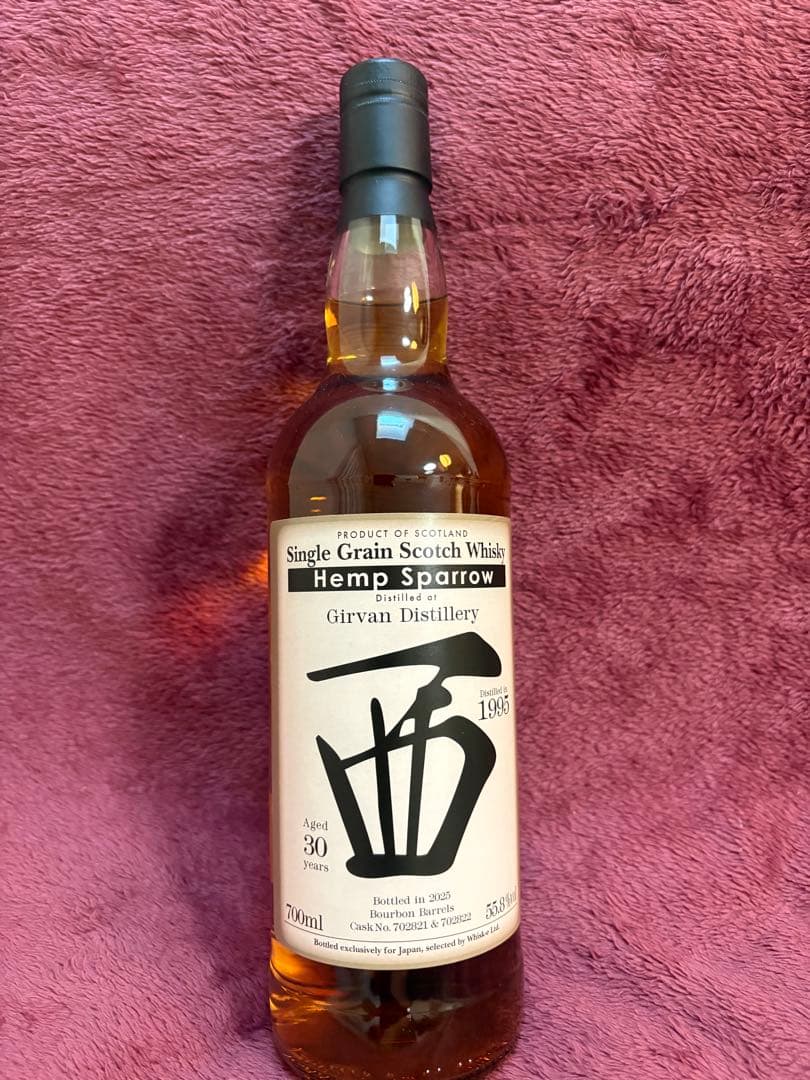 PRODUCT OF SCOTLAND
Single Grain Scotch Whisky
Hemp Sparrow
Distilled at
Girvan Distillery
西
Distilled in
1995
Aged
30
years
Bottled in 2025
Bourbon Barrels
Cask No. 702821 & 702822
700ml
55.8%vol
Bottled exclusively for Japan, selected by Whisk-e Ltd.